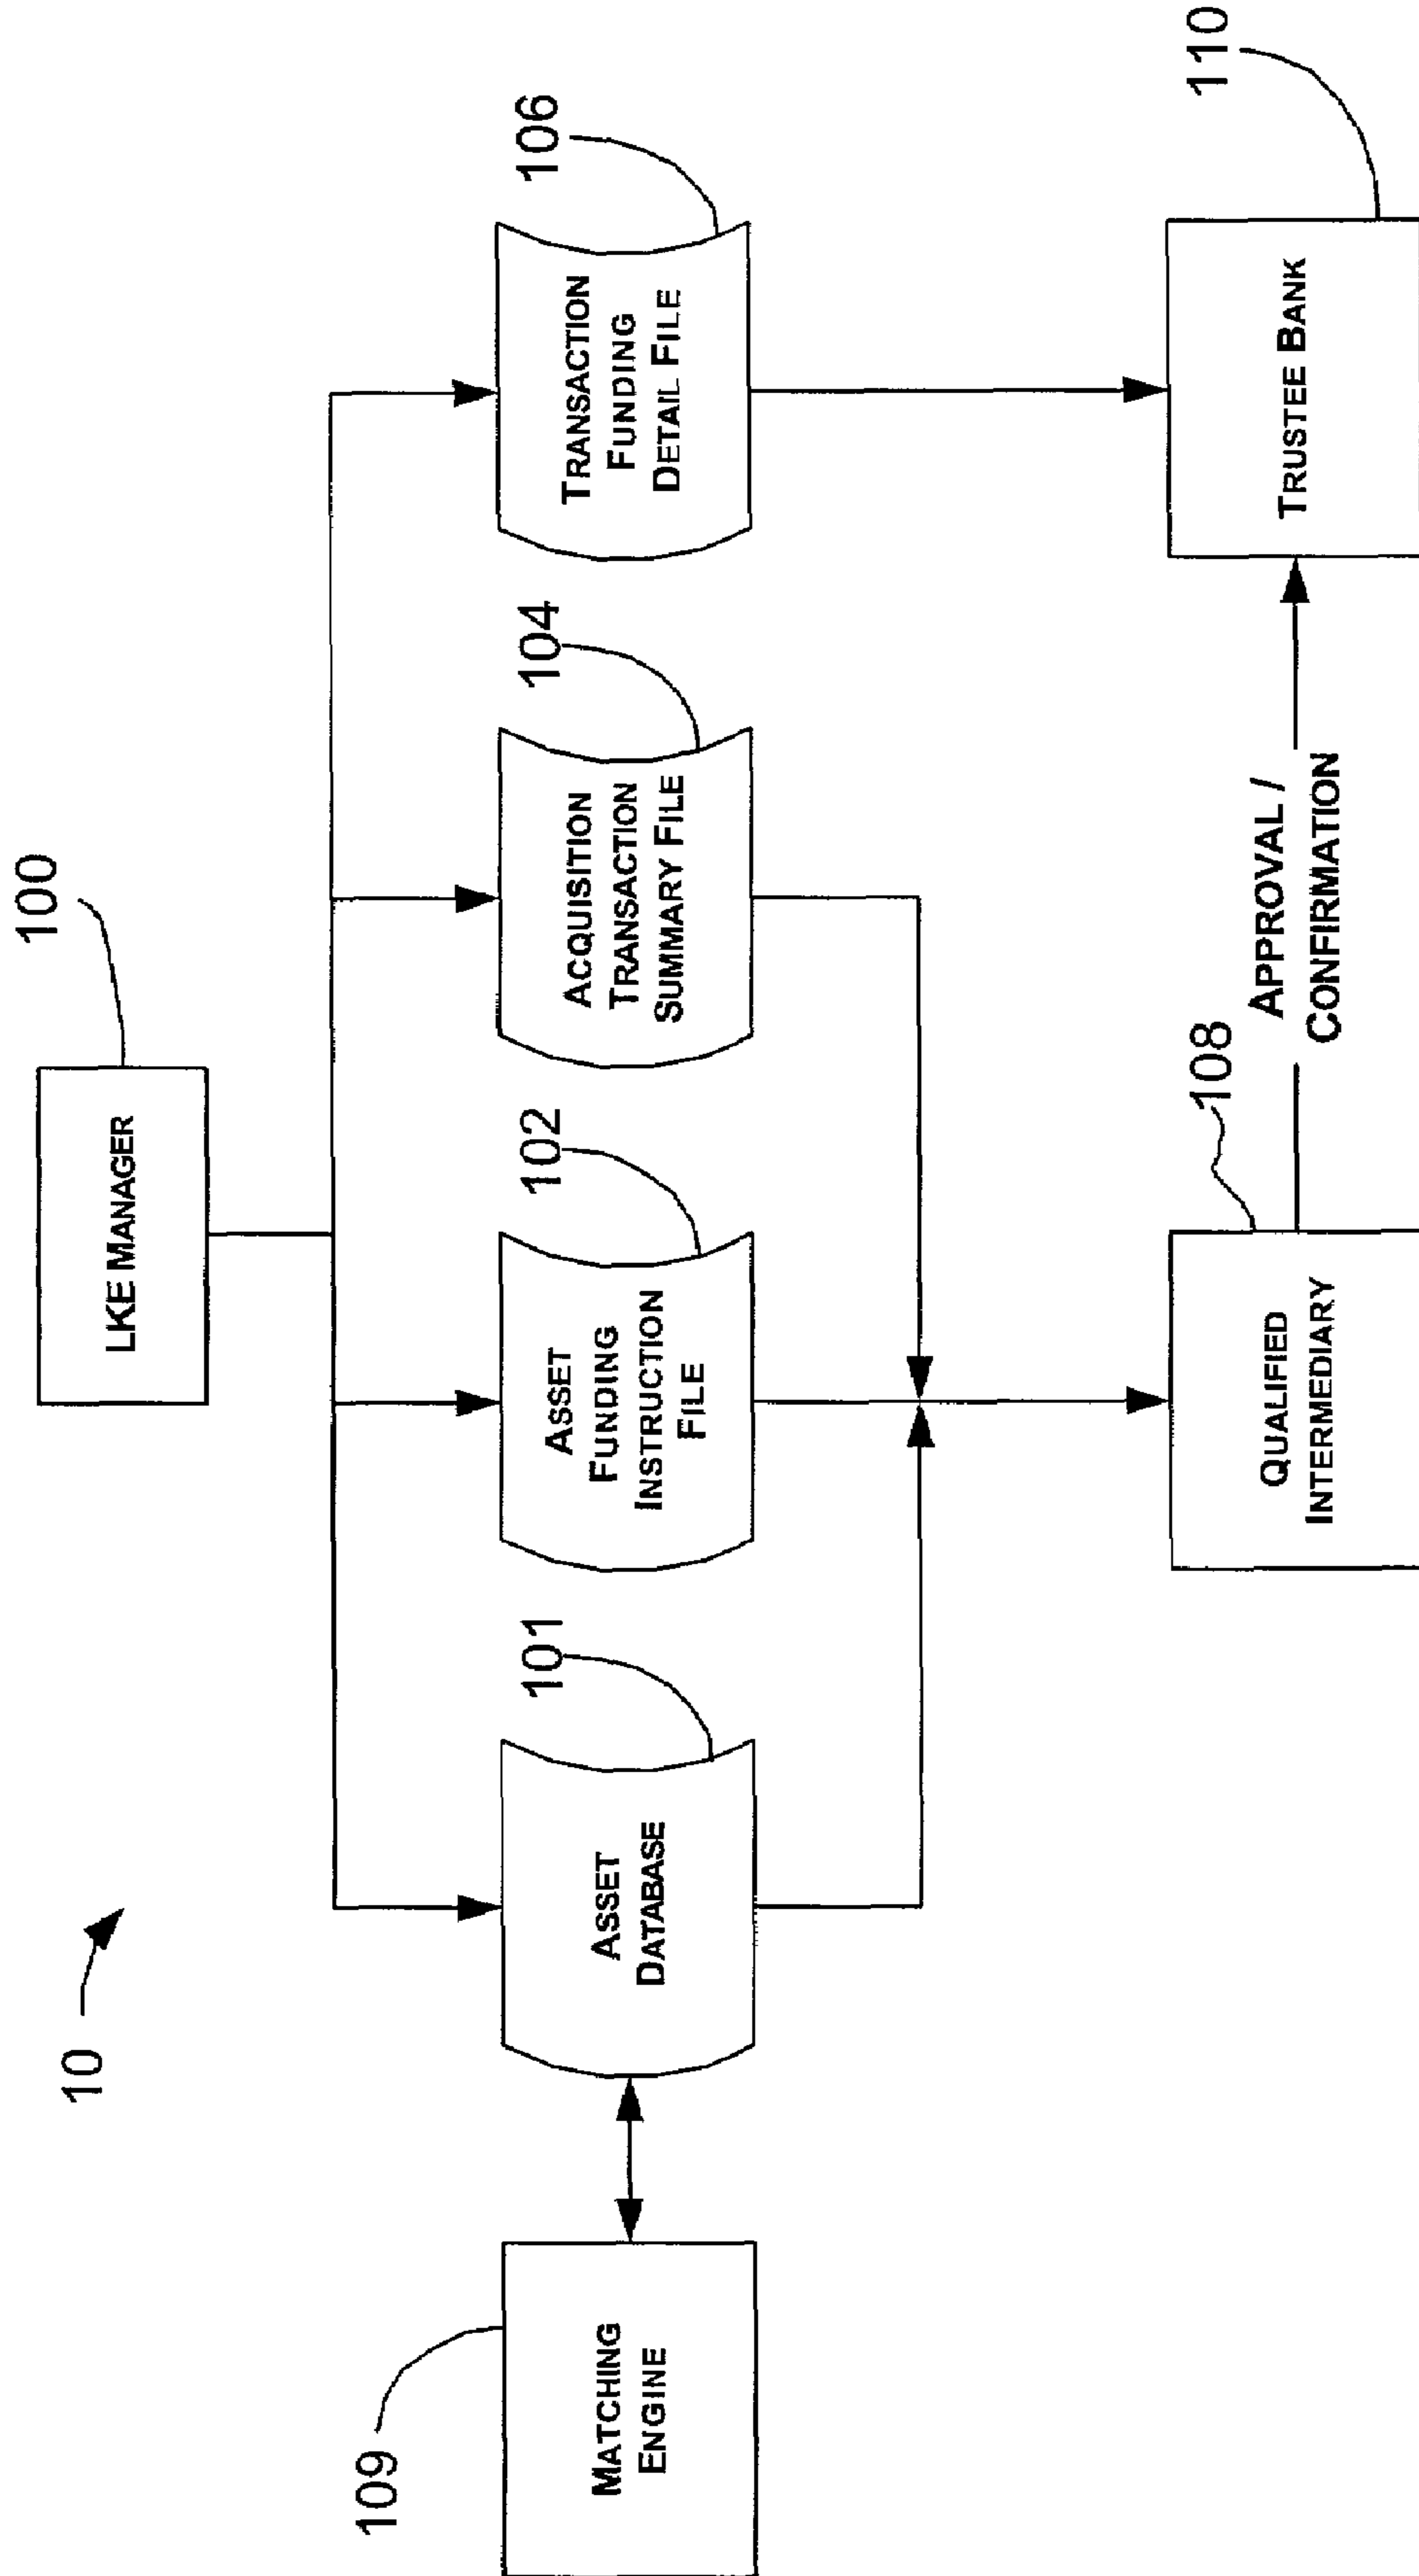 10
100
LKE MANAGER
109
MATCHING
ENGINE
101
ASSET
DATABASE
102
ASSET
FUNDING
INSTRUCTION
FILE
104
ACQUISITION
TRANSACTION
SUMMARY FILE
106
TRANSACTION
FUNDING
DETAIL FILE
108
QUALIFIED
INTERMEDIARY
APPROVAL /
CONFIRMATION
110
TRUSTEE BANK